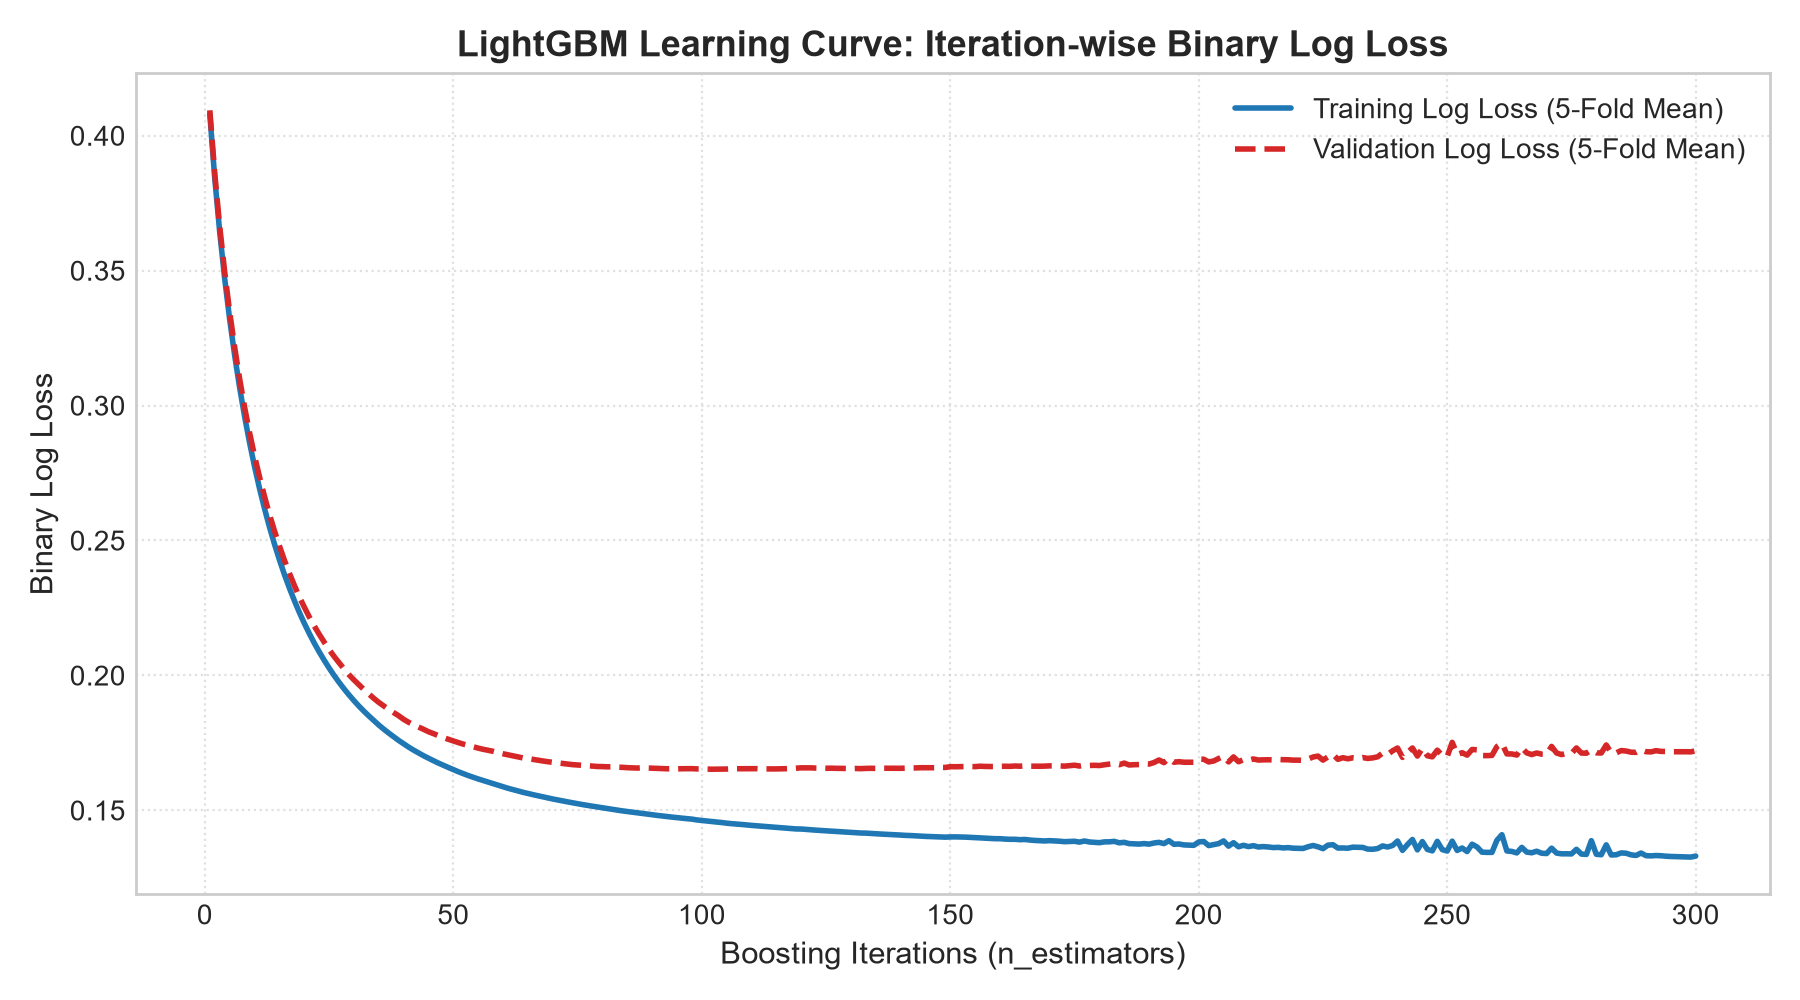 LightGBM Learning Curve: Iteration-wise Binary Log Loss
Training Log Loss (5-Fold Mean)
Validation Log Loss (5-Fold Mean)
Binary Log Loss
0.40
0.35
0.30
0.25
0.20
0.15
0
50
100
150
200
250
300
Boosting Iterations (n_estimators)